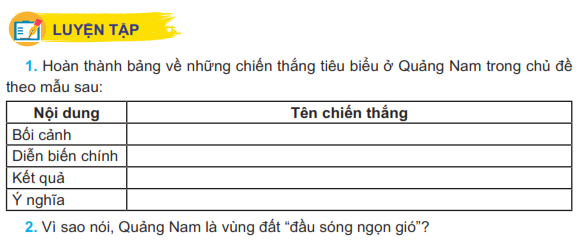 LUYỆN TẬP
1. Hoàn thành bảng về những chiến thắng tiêu biểu ở Quảng Nam trong chủ đề
theo mẫu sau:
Nội dung Tên chiến thắng
Bối cảnh
Diễn biến chính
Kết quả
Ý nghĩa
2. Vì sao nói, Quảng Nam là vùng đất “đầu sóng ngọn gió”?